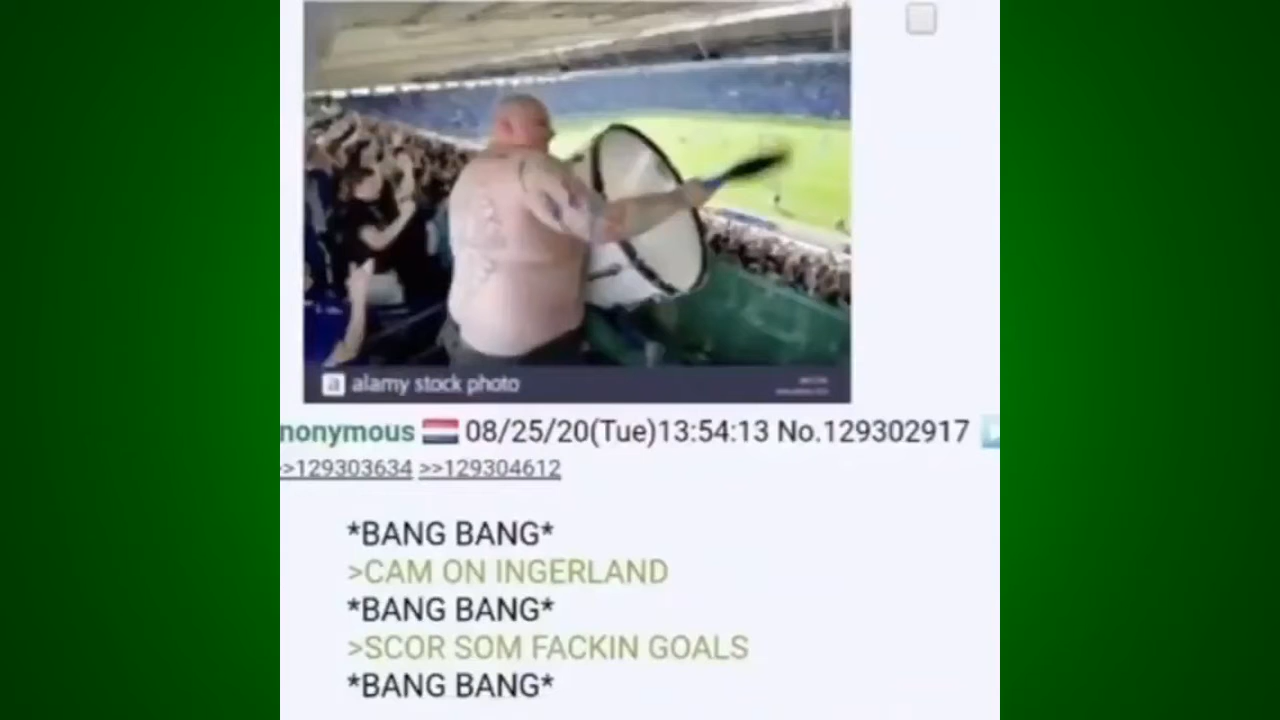 a alamy stock photo
nonymous 08/25/20(Tue)13:54:13 No.129302917
>>129303634 >>129304612
*BANG BANG*
>CAM ON INGERLAND
*BANG BANG*
>SCOR SOM FACKIN GOALS
*BANG BANG*